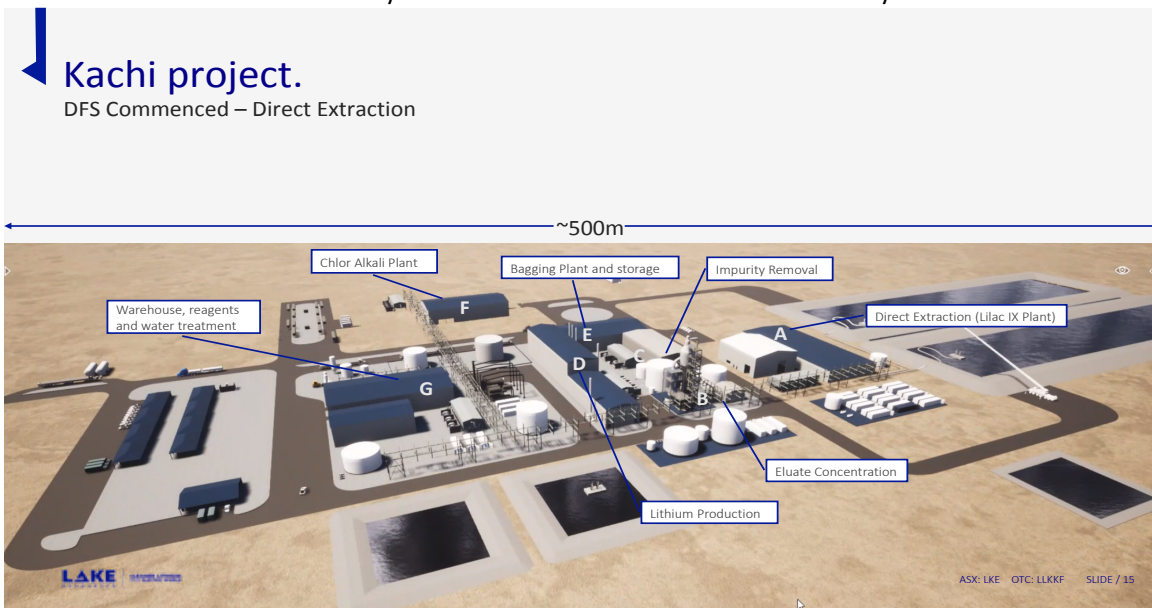 Kachi project.
DFS Commenced – Direct Extraction
~500m
Chlor Alkali Plant
Bagging Plant and storage
Impurity Removal
Warehouse, reagents
and water treatment
Direct Extraction (Lilac IX Plant)
F
E
A
D
C
G
B
Eluate Concentration
Lithium Production
LAKE
ASX: LKE OTC: LLKKF SLIDE / 15